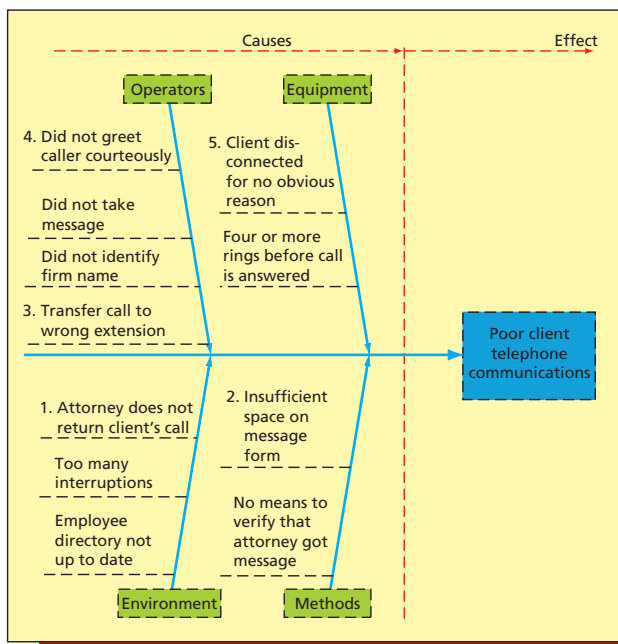 Causes
Effect
Operators
Equipment
4. Did not greet
caller courteously
Did not take
message
Did not identify
firm name
3. Transfer call to
wrong extension
5. Client dis-
connected
for no obvious
reason
Four or more
rings before call
is answered
Poor client
telephone
communications
1. Attorney does not
return client's call
Too many
interruptions
Employee
directory not
up to date
2. Insufficient
space on
message
form
No means to
verify that
attorney got
message
Environment
Methods